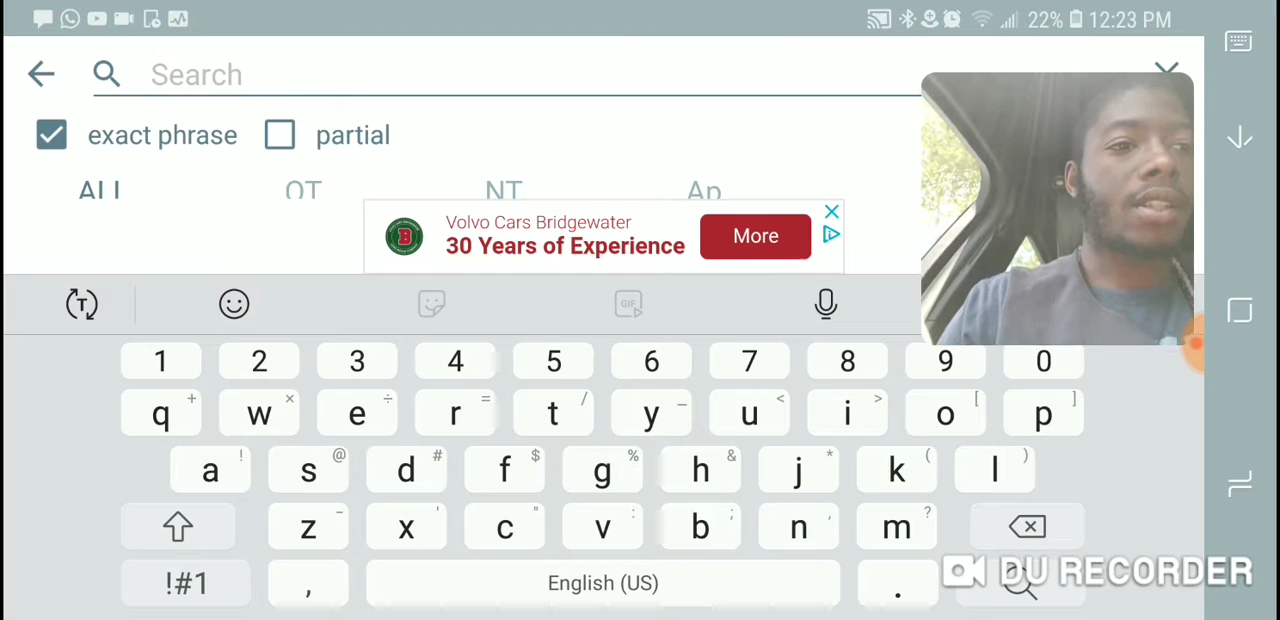 22% 12:23 PM
Search
exact phrase partial
ALL OT NT Ap
Volvo Cars Bridgewater
30 Years of Experience
More
B
T
GIF
1 2 3 4 5 6 7 8 9 0
q + w × e ÷ r = t / y _ u < i > o [ p ]
a ! s @ d # f $ g % h & j * k ( l )
z - x ' c " v : b ; n , m ?
!#1 , English (US) .
DU RECORDER